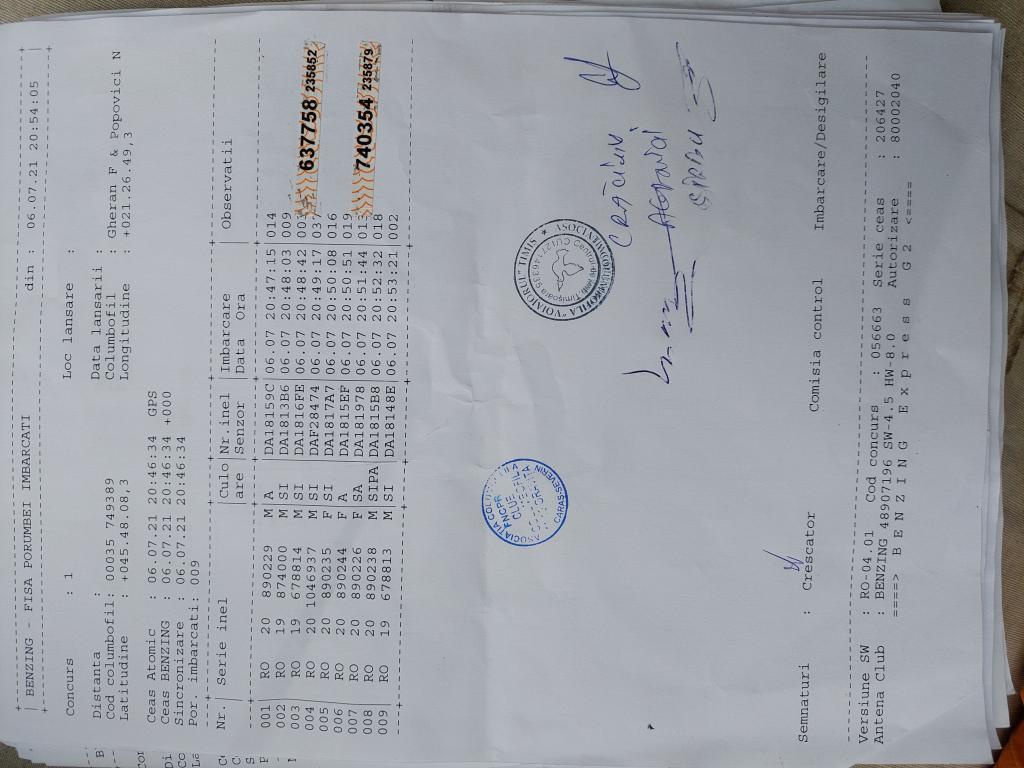 BENZING - FISA PORUMBEI IMBARCATI din : 06.07.21 20:54:05
Concurs : 1 Loc lansare :
Distanta : Data lansarii :
Cod columbofil: 00035 749389 Columbofil : Gheran F & Popovici N
Latitudine : +045.48.08,3 Longitudine : +021.26.49,3
Ceas Atomic : 06.07.21 20:46:34 GPS
Ceas BENZING : 06.07.21 20:46:34 +000
Sincronizare : 06.07.21 20:46:34
Por. imbarcati: 009
Nr. | Serie inel |Culo|Nr.inel |Imbarcare | Observatii
| |are |Senzor |Data Ora |
001| RO 20 890229 M A |DA18159C|06.07 20:47:15|014
002| RO 19 874000 M SI |DA1813B6|06.07 20:48:03|009
003| RO 19 678814 M SI |DA1816FE|06.07 20:48:42|00 637758 235852
004| RO 20 1046937 M SI |DAF28474|06.07 20:49:17|03
005| RO 20 890235 F SI |DA1817A7|06.07 20:50:08|016
006| RO 20 890244 F A |DA1815EF|06.07 20:50:51|019
007| RO 20 890226 F SA |DA181978|06.07 20:51:44|01 740354 235879
008| RO 20 890238 M SIPA|DA1815B8|06.07 20:52:32|018
009| RO 19 678813 M SI |DA18148E|06.07 20:53:21|002
ASOCIATIA
FNCPR
CARAS-SEVERIN
"VOIAJORUL" TIMIS
CRĂCIUN
Semnaturi : Crescator Comisia control Imbarcare/Desigilare
Versiune SW : RO-04.01 Cod concurs : 056663 Serie ceas : 206427
Antena Club : BENZING 48907196 SW-4.5 HW-8.0 Autorizare : 80002040
====> B E N Z I N G E x p r e s s G 2 <====